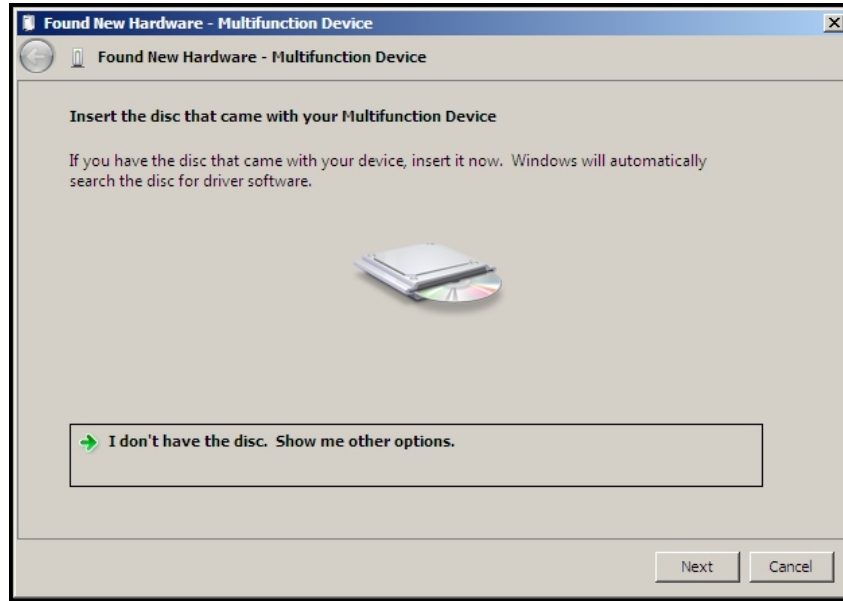 Found New Hardware - Multifunction Device
Found New Hardware - Multifunction Device
Insert the disc that came with your Multifunction Device
If you have the disc that came with your device, insert it now.  Windows will automatically
search the disc for driver software.
I don't have the disc.  Show me other options.
Next
Cancel